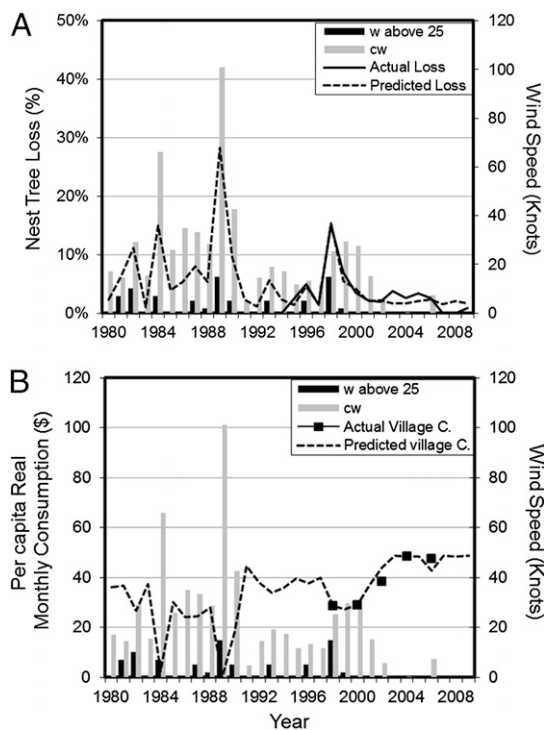 A
50%
40%
30%
20%
10%
0%
Nest Tree Loss (%)
w above 25
cw
Actual Loss
Predicted Loss
120
100
80
60
40
20
0
Wind Speed (Knots)
1980 1984 1988 1992 1996 2000 2004 2008
B
120
100
80
60
40
20
0
Per capita Real
Monthly Consumption ($)
w above 25
cw
Actual Village C.
Predicted village C.
120
100
80
60
40
20
0
Wind Speed (Knots)
1980 1984 1988 1992 1996 2000 2004 2008
Year